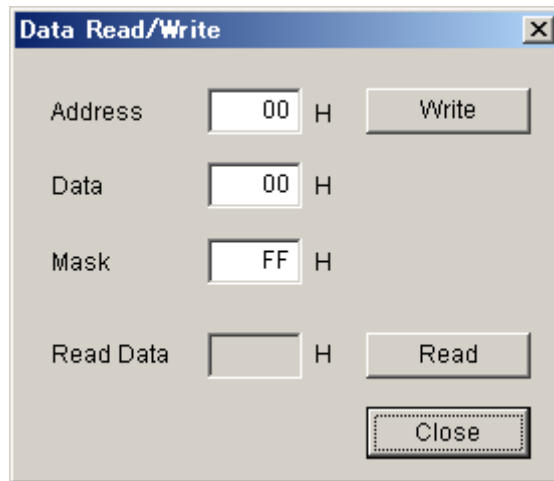 Data Read/Write
Address 00 H Write
Data 00 H
Mask FF H
Read Data H Read
Close